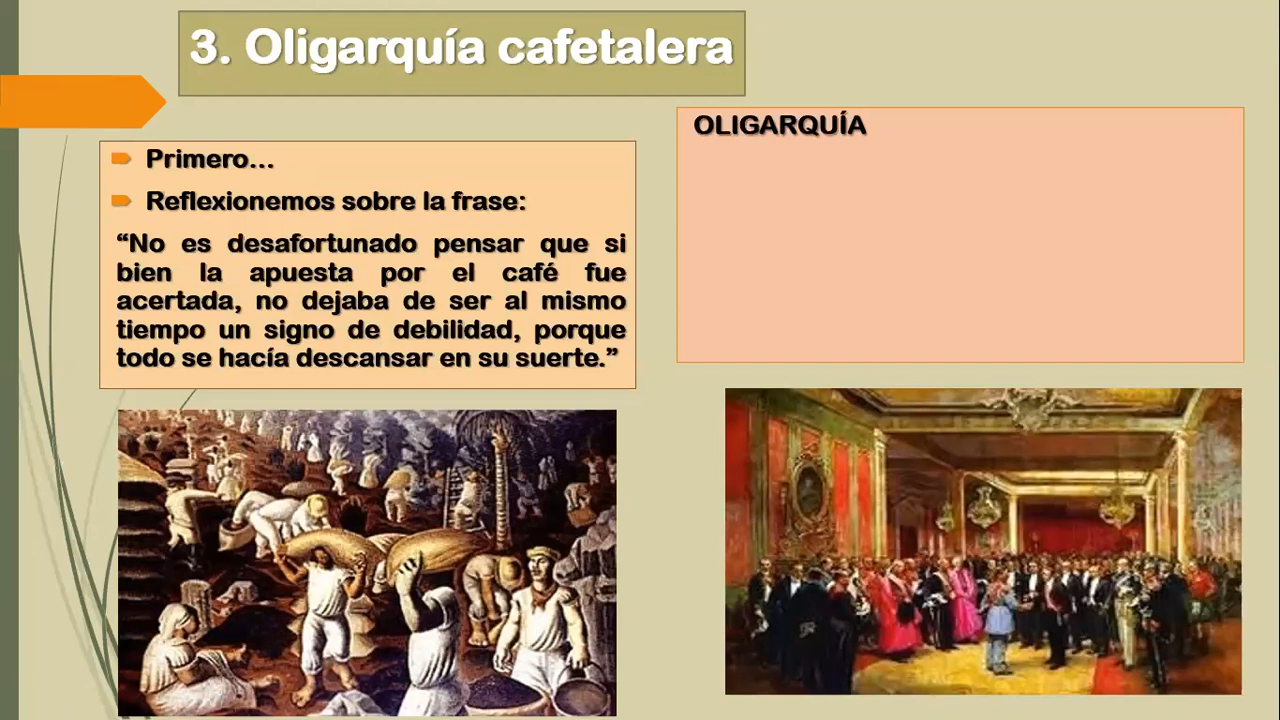 3. Oligarquía cafetalera
Primero...
Reflexionemos sobre la frase:
“No es desafortunado pensar que si
bien la apuesta por el café fue
acertada, no dejaba de ser al mismo
tiempo un signo de debilidad, porque
todo se hacía descansar en su suerte.”
OLIGARQUÍA